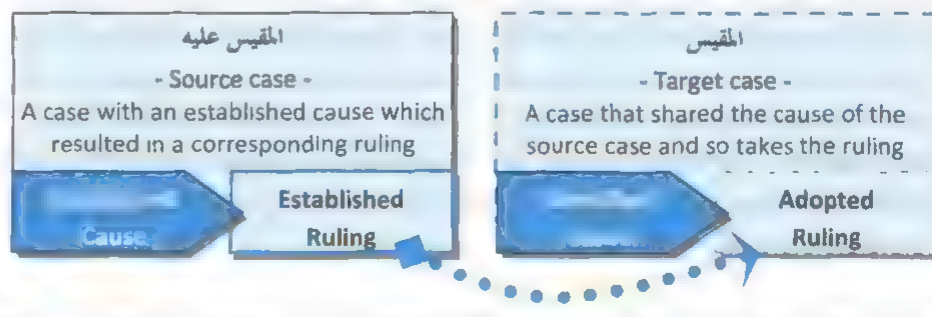 المقيس عليه
- Source case -
A case with an established cause which
resulted in a corresponding ruling
Cause
Established
Ruling
المقيس
- Target case -
A case that shared the cause of the
source case and so takes the ruling
Adopted
Ruling